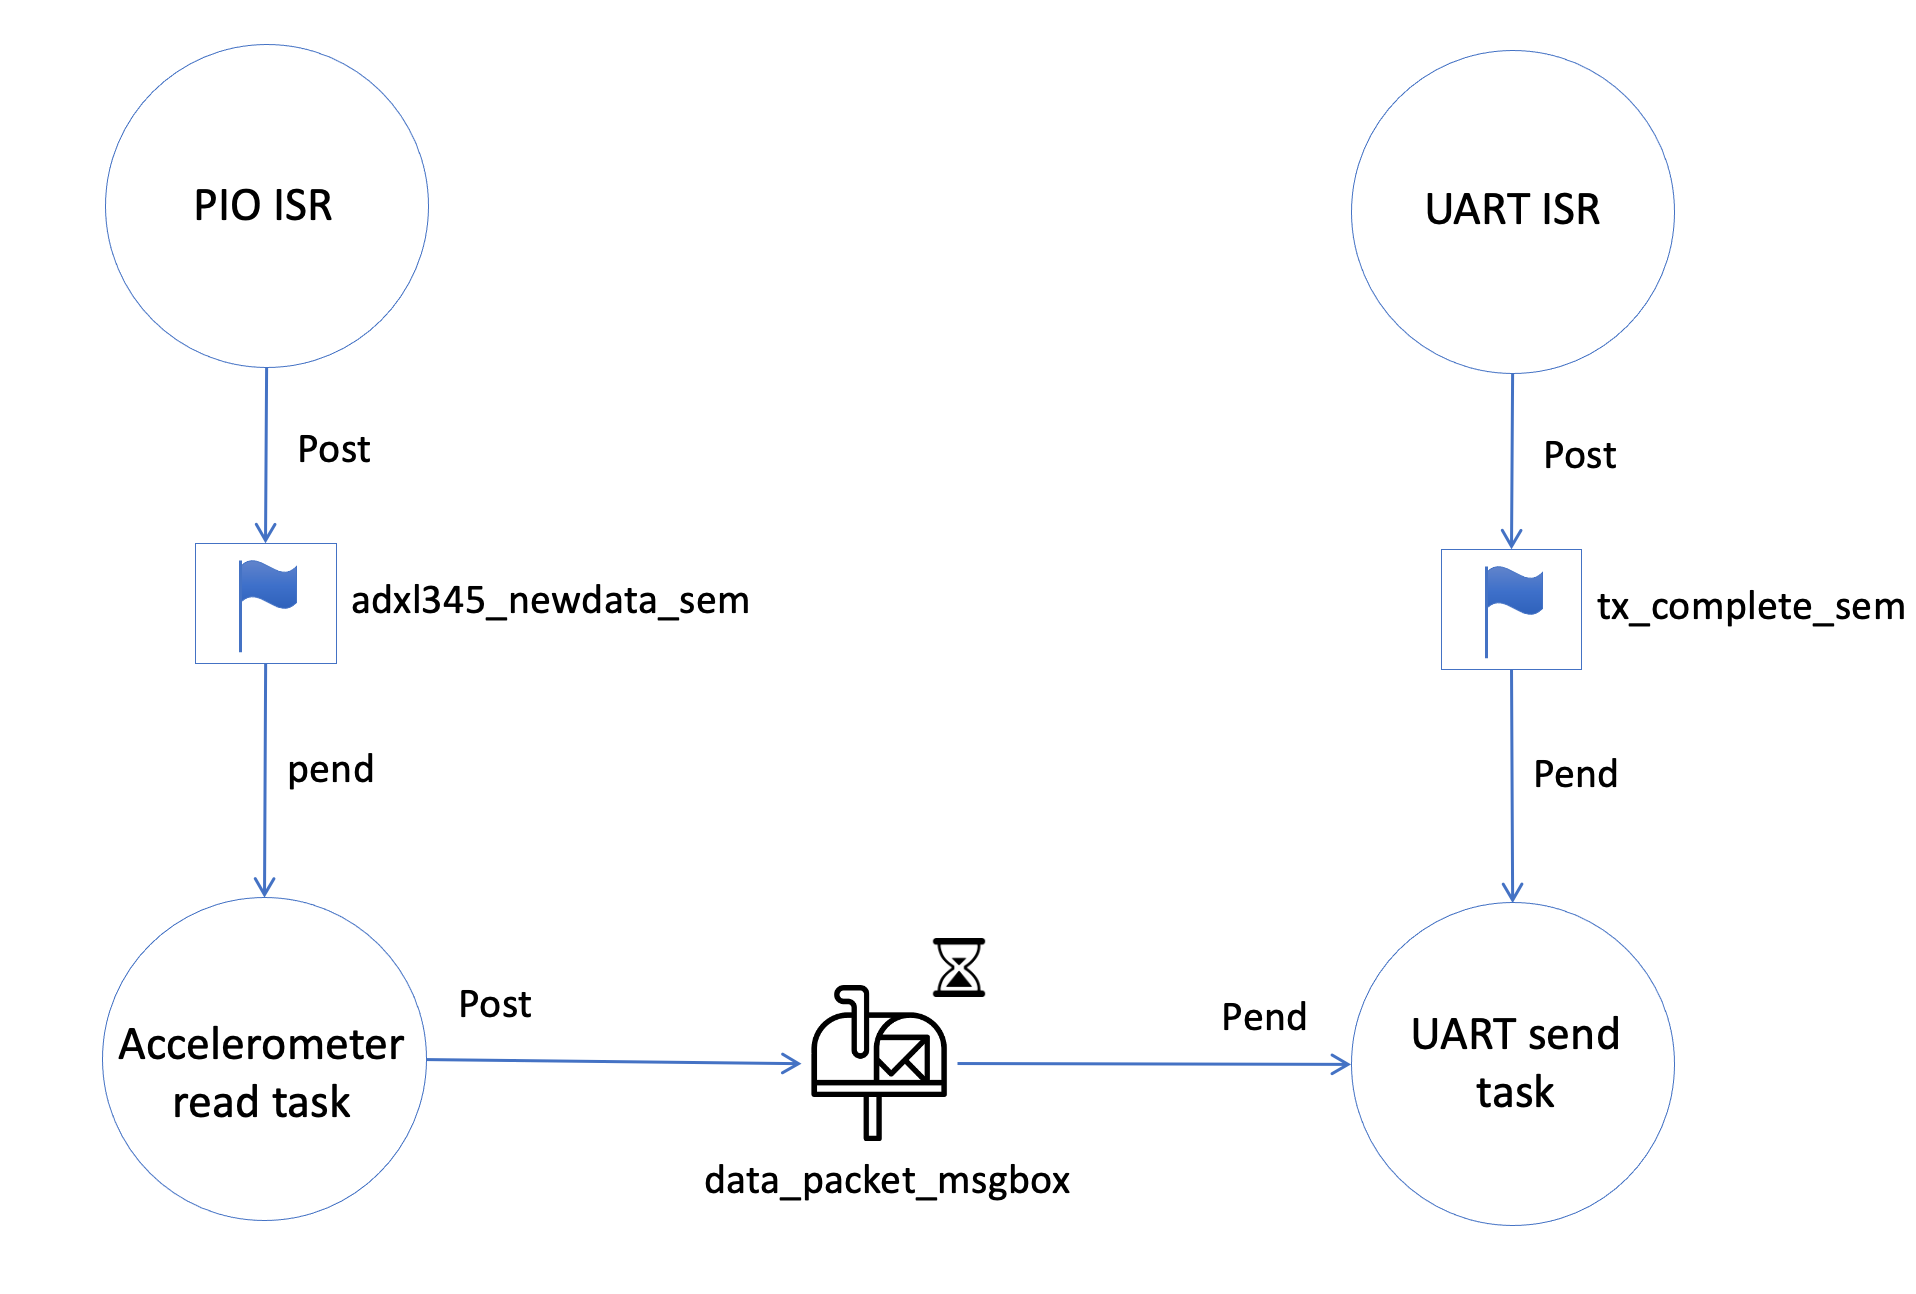 PIO ISR
UART ISR
Post
Post
adxl345_newdata_sem
tx_complete_sem
pend
Pend
Accelerometer
read task
Post
Pend
UART send
task
data_packet_msgbox